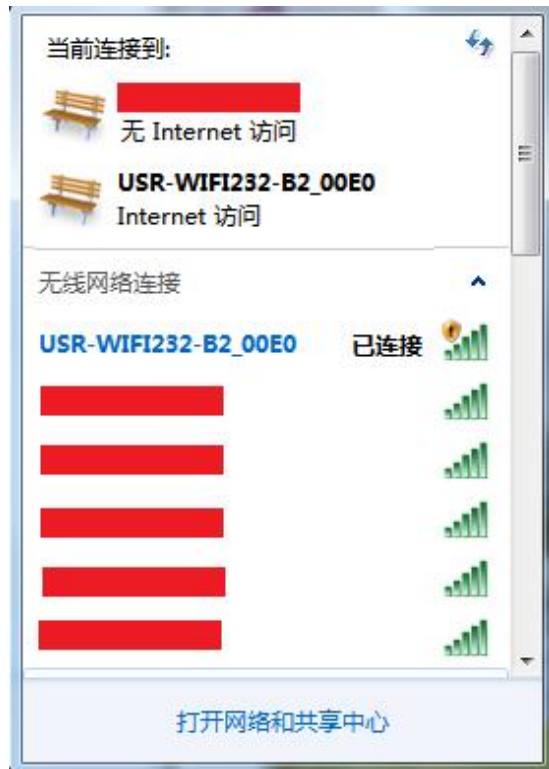 当前连接到:
无 Internet 访问
USR-WIFI232-B2_00E0
Internet 访问
无线网络连接
USR-WIFI232-B2_00E0 已连接
打开网络和共享中心